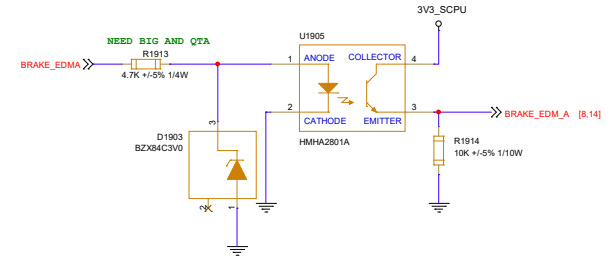 3V3_SCPU
NEED BIG AND QTA
U1905
R1913
BRAKE_EDMA
4.7K +/-5% 1/4W
1
ANODE
COLLECTOR
4
2
CATHODE
EMITTER
3
BRAKE_EDM_A [8,14]
HMHA2801A
3
D1903
BZX84C3V0
R1914
10K +/-5% 1/10W
2
1